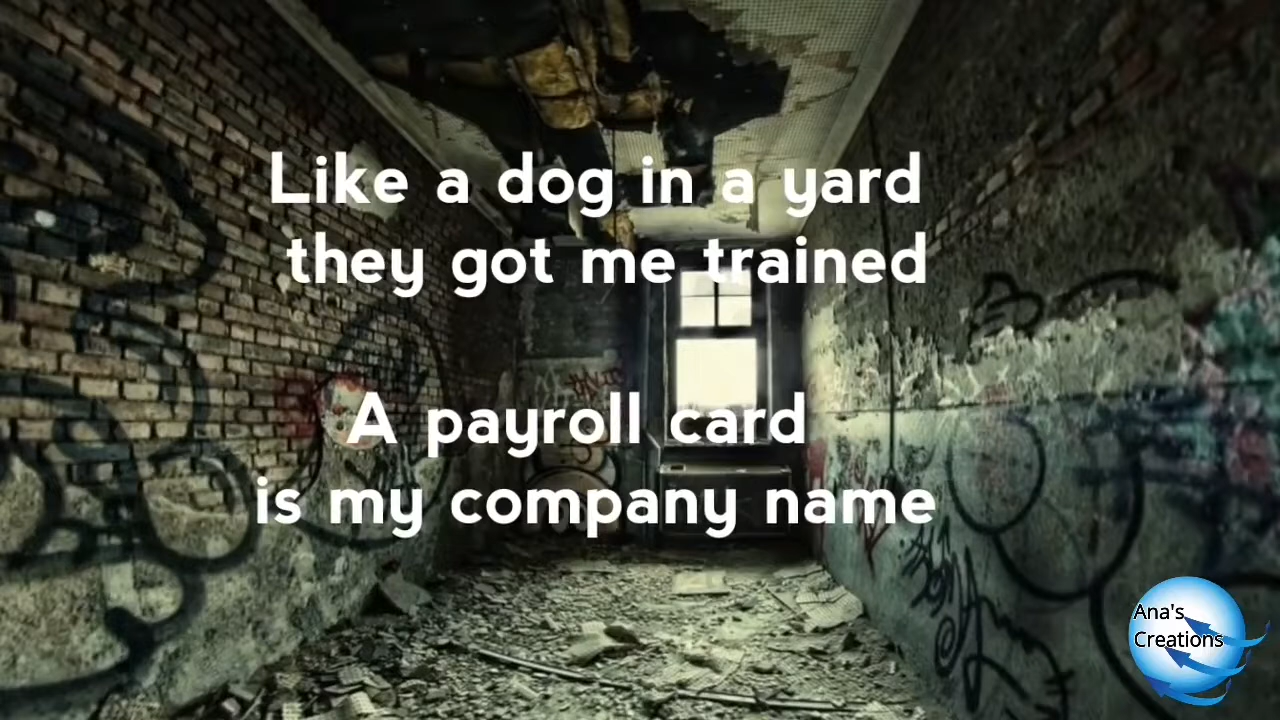 Like a dog in a yard
they got me trained
A payroll card
is my company name
Ana's
Creations